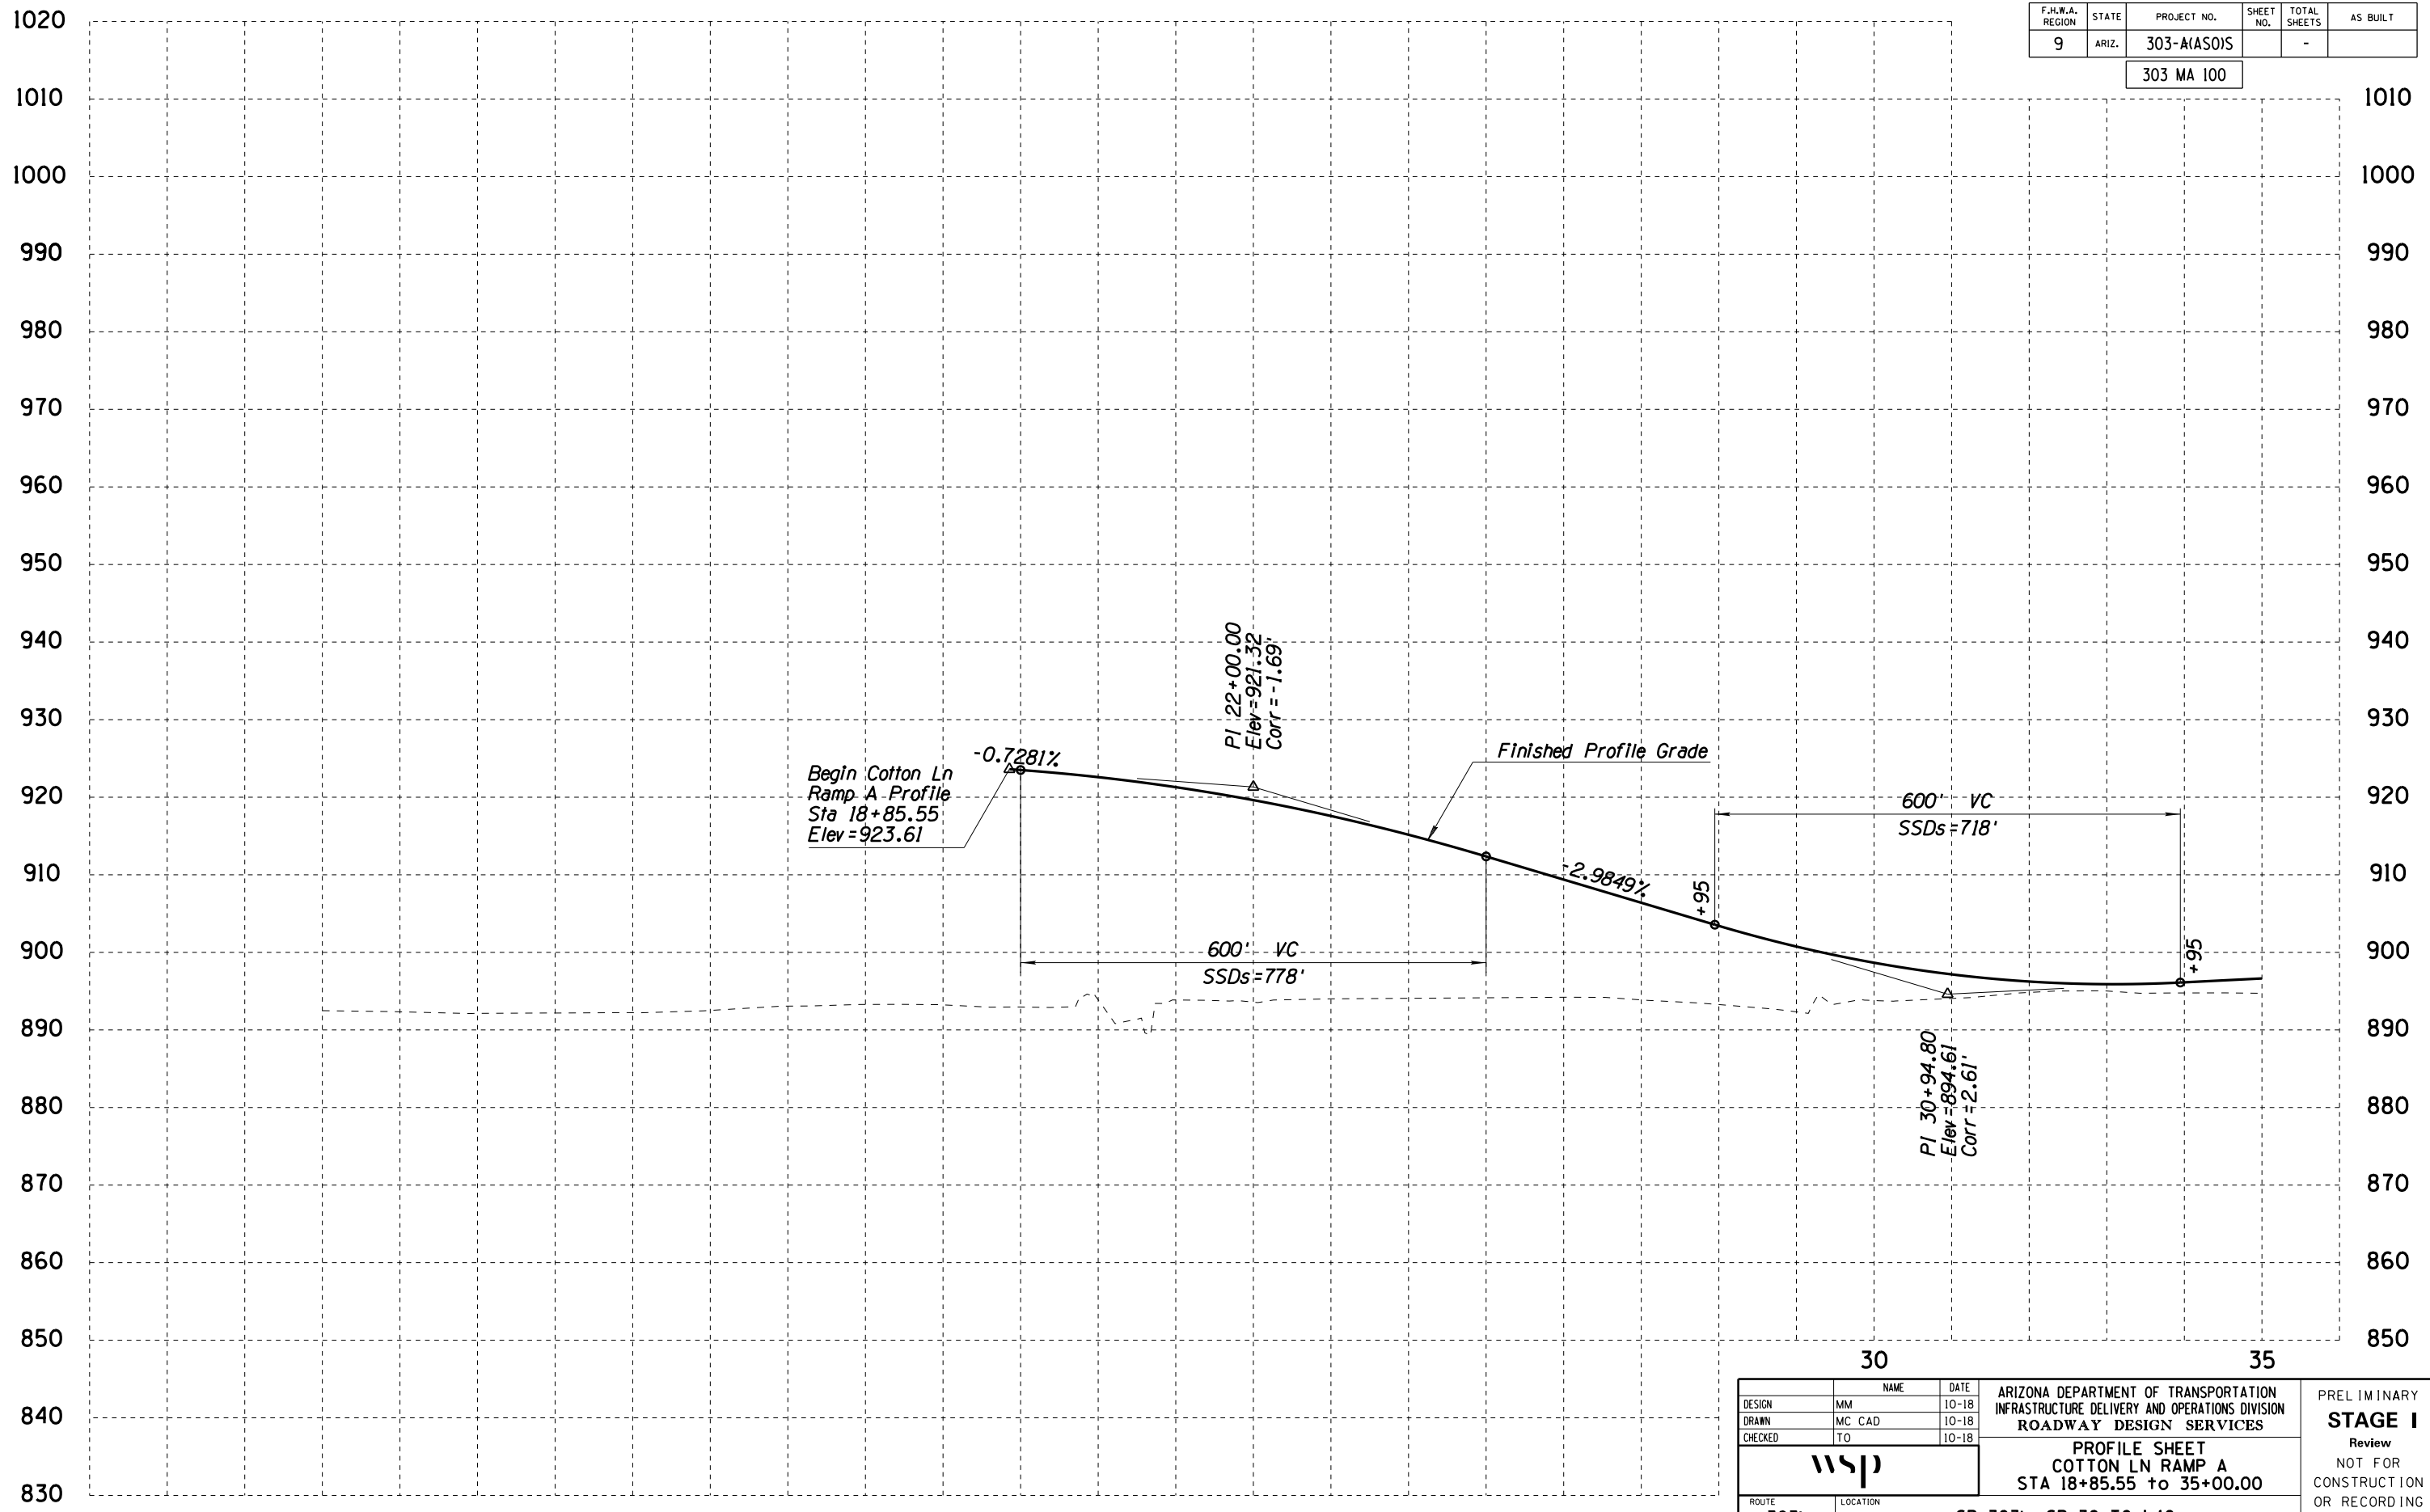 F.H.W.A. REGION STATE PROJECT NO. SHEET NO. TOTAL SHEETS AS BUILT
9 ARIZ. 303-A(ASO)S -
303 MA 100
1020
1010 1010
1000 1000
990 990
980 980
970 970
960 960
950 950
940 940
930 930
920 920
910 910
900 900
890 890
880 880
870 870
860 860
850 850
840
830
PI 22+00.00
Elev=921.32
Corr=-1.69'
-0.7281%
Begin Cotton Ln
Ramp A Profile
Sta 18+85.55
Elev=923.61
Finished Profile Grade
600' VC
SSDs=718'
-2.9849%
+95
600' VC
SSDs=778'
+95
PI 30+94.80
Elev=894.61
Corr=2.61'
30 35
NAME DATE
DESIGN MM 10-18
DRAWN MC CAD 10-18
CHECKED TO 10-18
wsp
ARIZONA DEPARTMENT OF TRANSPORTATION
INFRASTRUCTURE DELIVERY AND OPERATIONS DIVISION
ROADWAY DESIGN SERVICES
PROFILE SHEET
COTTON LN RAMP A
STA 18+85.55 to 35+00.00
PRELIMINARY
STAGE I
Review
NOT FOR
CONSTRUCTION
OR RECORDING
ROUTE LOCATION